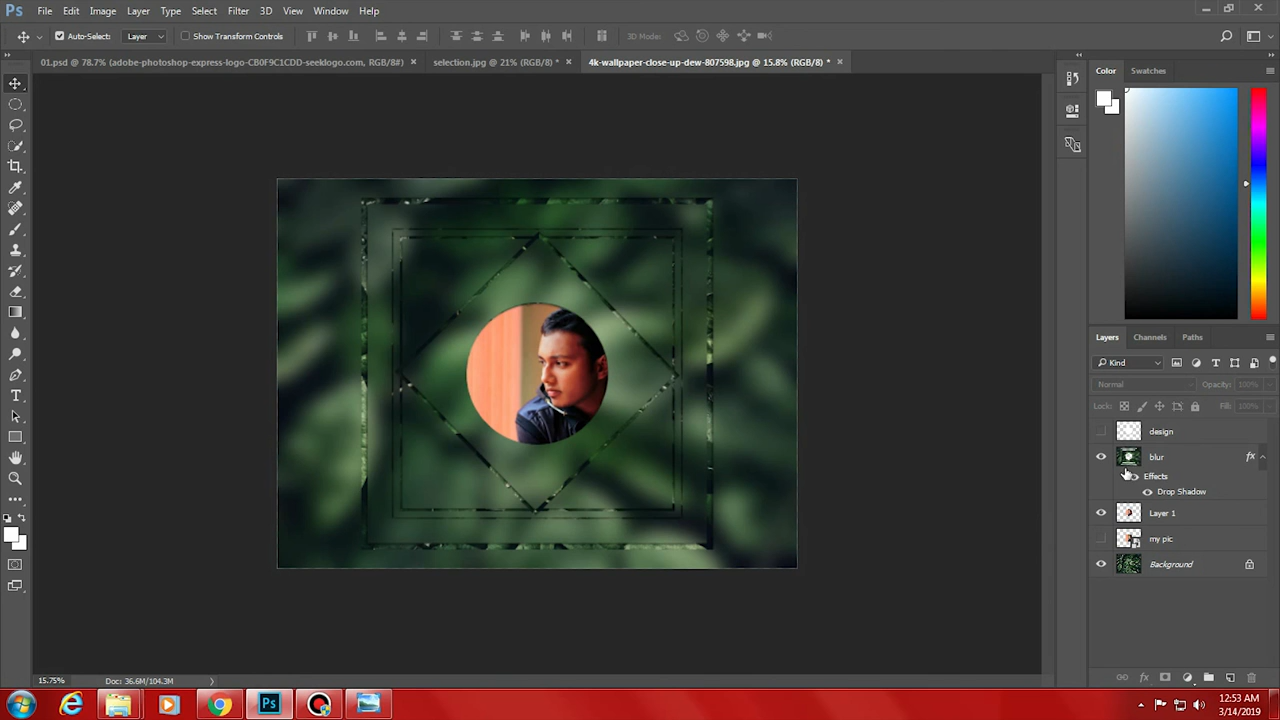 Ps File Edit Image Layer Type Select Filter 3D View Window Help
Auto-Select: Layer Show Transform Controls 3D Mode:
01.psd @ 78.7% (adobe-photoshop-express-logo-CB0F9C1CDD-seeklogo.com, RGB/8#) selection.jpg @ 21% (RGB/8) * 4k-wallpaper-close-up-dew-807598.jpg @ 15.8% (RGB/8) *
Color Swatches
Layers Channels Paths
Kind
Normal Opacity: 100%
Lock: Fill: 100%
design
blur fx
Effects
Drop Shadow
Layer 1
my pic
Background
15.75% Doc: 36.6M/104.3M
fx
Ps
12:53 AM
3/14/2019